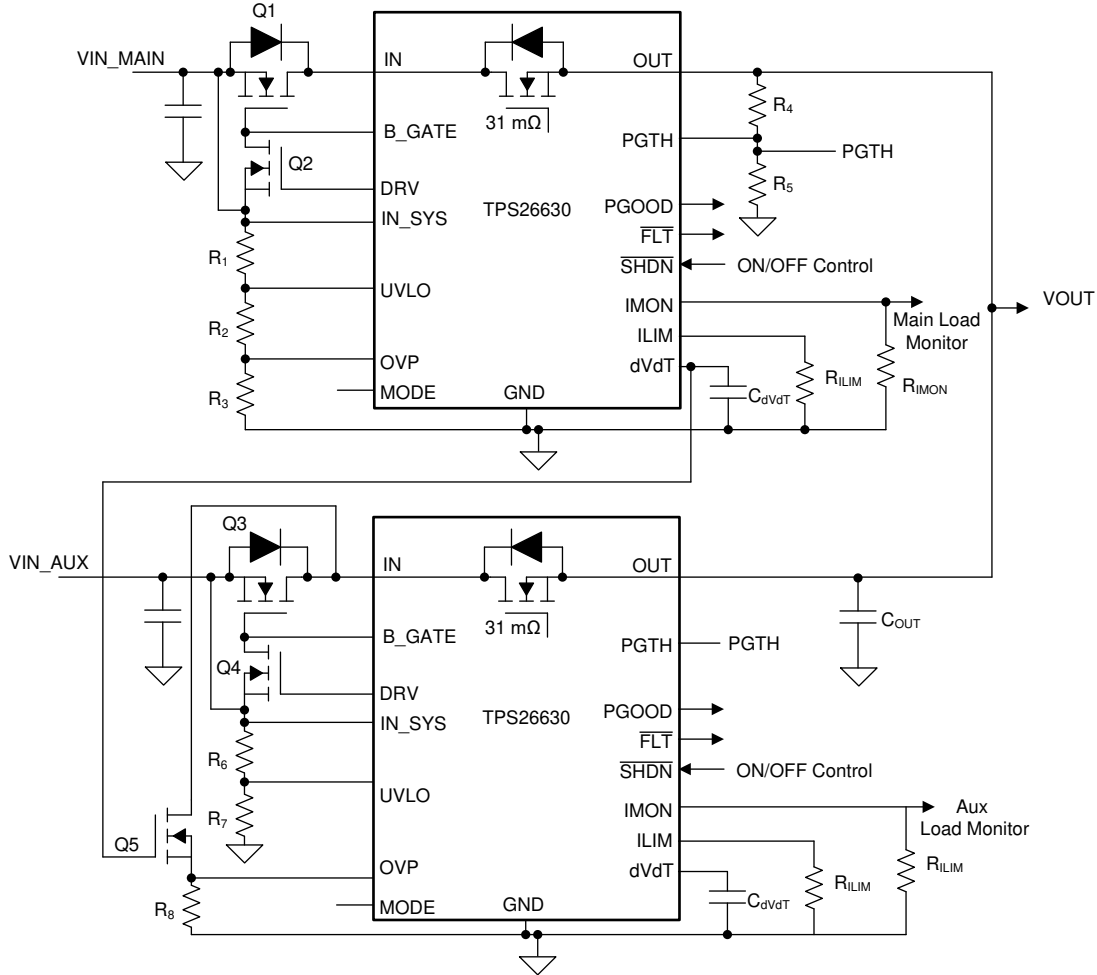 Q1
VIN_MAIN
IN
OUT
31 mΩ
R4
B_GATE
PGTH
PGTH
Q2
R5
DRV
TPS26630
PGOOD
IN_SYS
FLT
R1
SHDN
ON/OFF Control
UVLO
IMON
VOUT
Main Load
Monitor
R2
ILIM
OVP
dVdT
RILIM
RIMON
R3
MODE
GND
CdVdT
Q3
VIN_AUX
IN
OUT
31 mΩ
COUT
B_GATE
PGTH
PGTH
Q4
DRV
TPS26630
PGOOD
IN_SYS
FLT
R6
SHDN
ON/OFF Control
UVLO
R7
IMON
Aux
Load Monitor
Q5
ILIM
OVP
dVdT
RILIM
RILIM
R8
MODE
GND
CdVdT